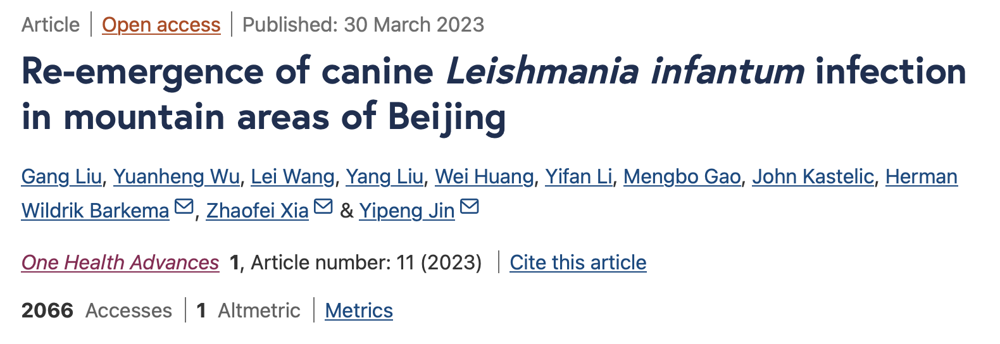 Article | Open access | Published: 30 March 2023
Re-emergence of canine Leishmania infantum infection
in mountain areas of Beijing
Gang Liu, Yuanheng Wu, Lei Wang, Yang Liu, Wei Huang, Yifan Li, Mengbo Gao, John Kastelic, Herman
Wildrik Barkema, Zhaofei Xia & Yipeng Jin
One Health Advances 1, Article number: 11 (2023) | Cite this article
2066 Accesses | 1 Altmetric | Metrics